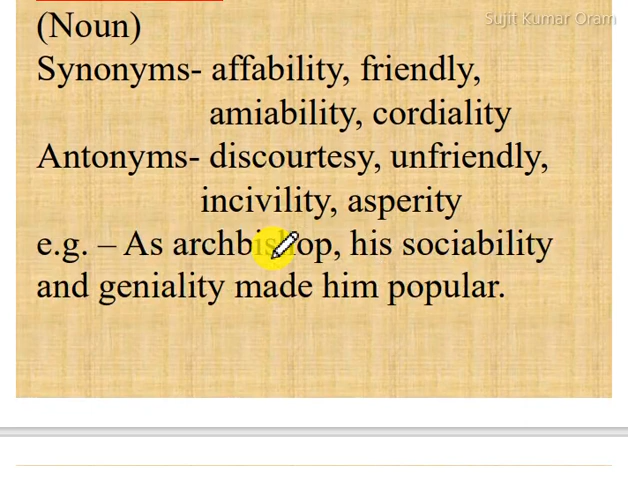 Sujit Kumar Oram
(Noun)
Synonyms- affability, friendly,
amiability, cordiality
Antonyms- discourtesy, unfriendly,
incivility, asperity
e.g. – As archbishop, his sociability
and geniality made him popular.